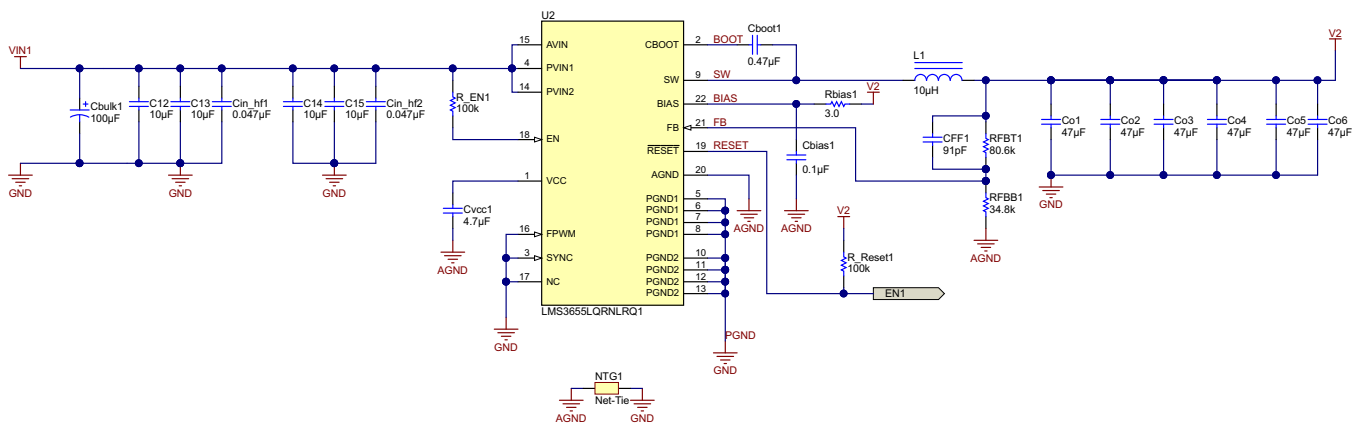 U2
VIN1
Cbulk1
100µF
C12
10µF
C13
10µF
Cin_hf1
0.047µF
C14
10µF
C15
10µF
Cin_hf2
0.047µF
R_EN1
100k
GND
GND
GND
15
4
14
18
1
16
3
17
AVIN
PVIN1
PVIN2
EN
VCC
FPWM
SYNC
NC
Cvcc1
4.7µF
AGND
GND
CBOOT
SW
BIAS
FB
RESET
AGND
PGND1
PGND1
PGND1
PGND1
PGND2
PGND2
PGND2
PGND2
2
9
22
21
19
20
5
6
7
8
10
11
12
13
LMS3655LQRNLRQ1
BOOT
SW
BIAS
FB
RESET
Cboot1
0.47µF
Rbias1
3.0
V2
Cbias1
0.1µF
AGND
AGND
V2
R_Reset1
100k
EN1
PGND
GND
L1
10µH
CFF1
91pF
RFBT1
80.6k
RFBB1
34.8k
AGND
V2
Co1
47µF
Co2
47µF
Co3
47µF
Co4
47µF
Co5
47µF
Co6
47µF
GND
NTG1
Net-Tie
AGND
GND